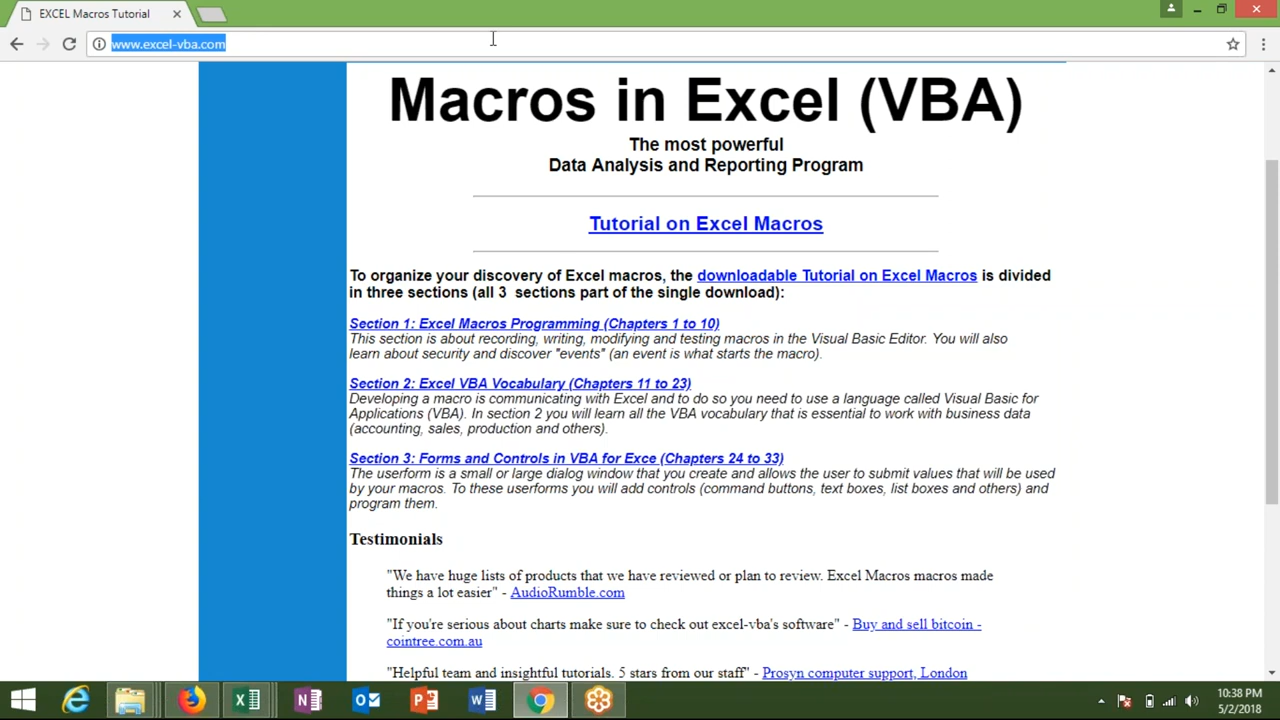 EXCEL Macros Tutorial
www.excel-vba.com
Macros in Excel (VBA)
The most powerful
Data Analysis and Reporting Program
Tutorial on Excel Macros
To organize your discovery of Excel macros, the downloadable Tutorial on Excel Macros is divided
in three sections (all 3 sections part of the single download):
Section 1: Excel Macros Programming (Chapters 1 to 10)
This section is about recording, writing, modifying and testing macros in the Visual Basic Editor. You will also
learn about security and discover "events" (an event is what starts the macro).
Section 2: Excel VBA Vocabulary (Chapters 11 to 23)
Developing a macro is communicating with Excel and to do so you need to use a language called Visual Basic for
Applications (VBA). In section 2 you will learn all the VBA vocabulary that is essential to work with business data
(accounting, sales, production and others).
Section 3: Forms and Controls in VBA for Exce (Chapters 24 to 33)
The userform is a small or large dialog window that you create and allows the user to submit values that will be used
by your macros. To these userforms you will add controls (command buttons, text boxes, list boxes and others) and
program them.
Testimonials
"We have huge lists of products that we have reviewed or plan to review. Excel Macros macros made
things a lot easier" - AudioRumble.com
"If you're serious about charts make sure to check out excel-vba's software" - Buy and sell bitcoin -
cointree.com.au
"Helpful team and insightful tutorials. 5 stars from our staff" - Prosyn computer support, London
10:38 PM
5/2/2018